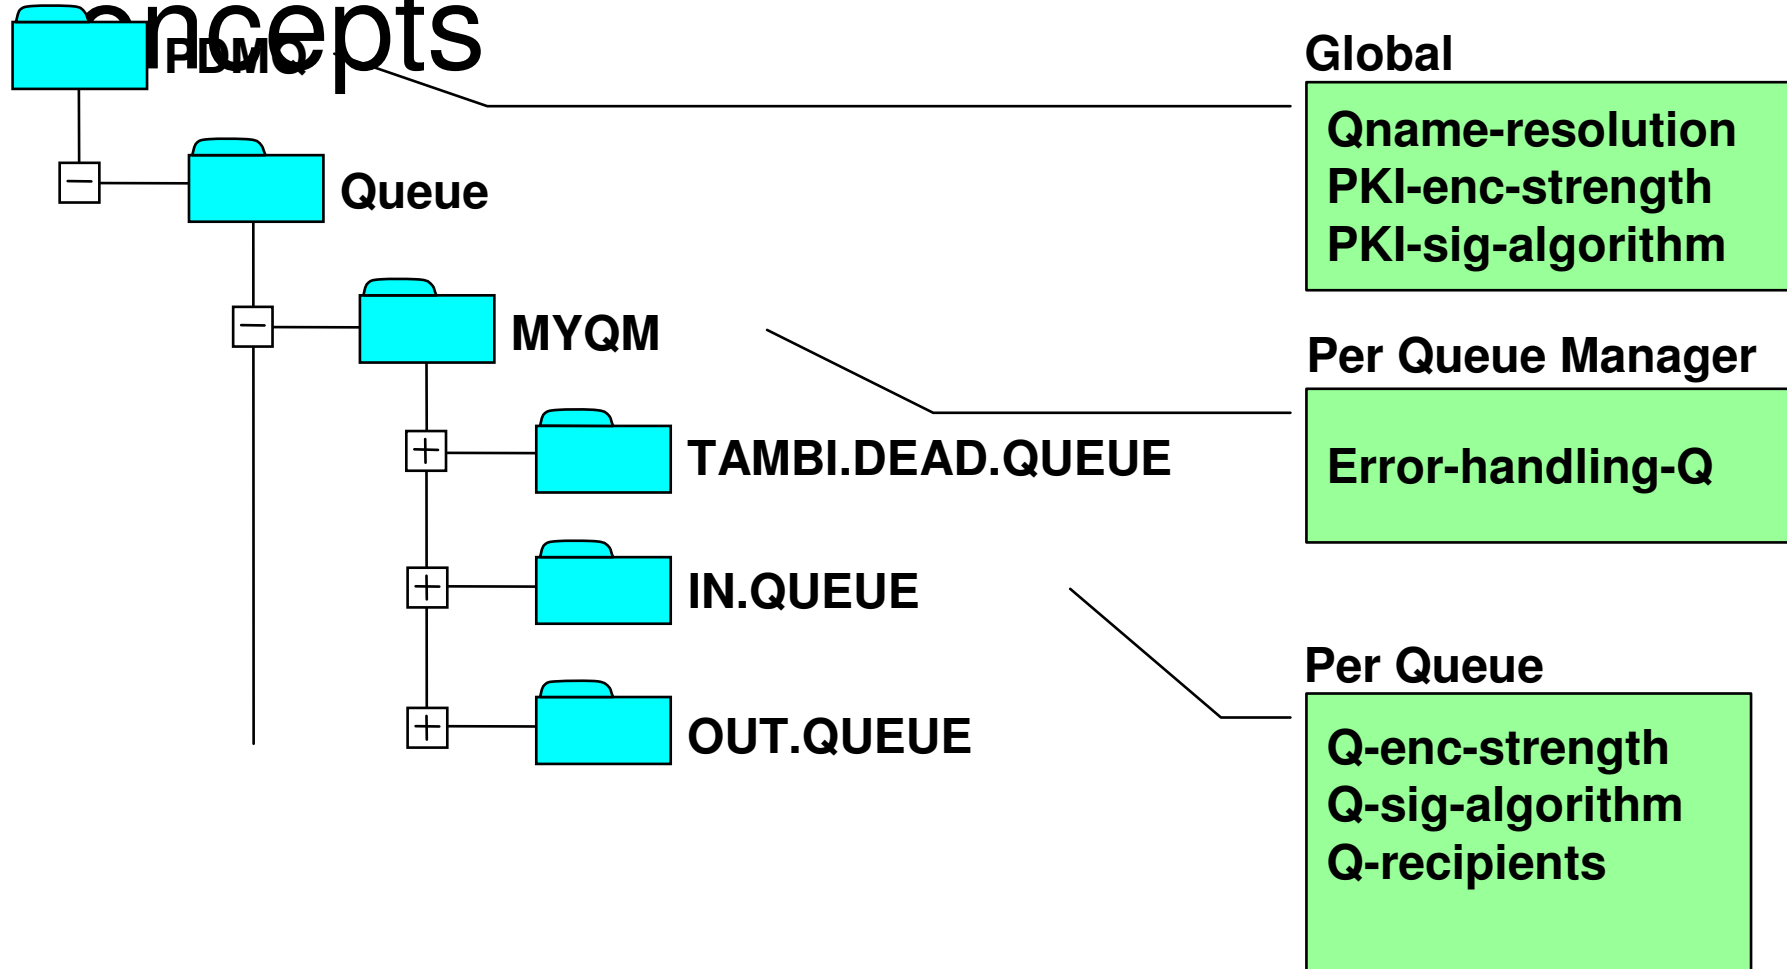 PDMQ
Queue
MYQM
TAMBI.DEAD.QUEUE
IN.QUEUE
OUT.QUEUE
Global
Qname-resolution
PKI-enc-strength
PKI-sig-algorithm
Per Queue Manager
Error-handling-Q
Per Queue
Q-enc-strength
Q-sig-algorithm
Q-recipients